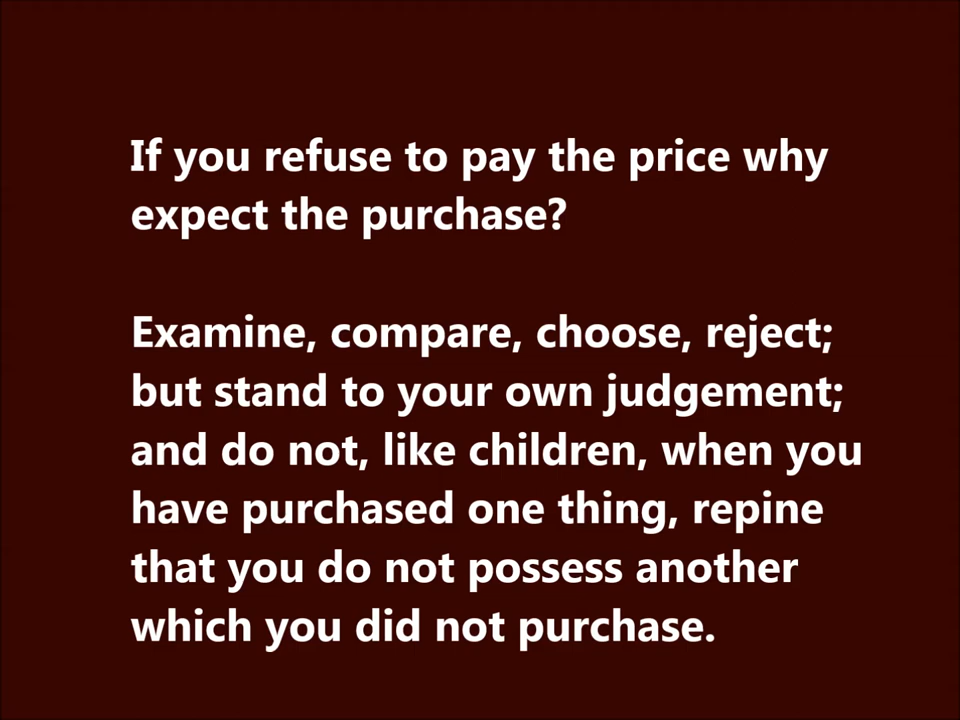 If you refuse to pay the price why
expect the purchase?
Examine, compare, choose, reject;
but stand to your own judgement;
and do not, like children, when you
have purchased one thing, repine
that you do not possess another
which you did not purchase.